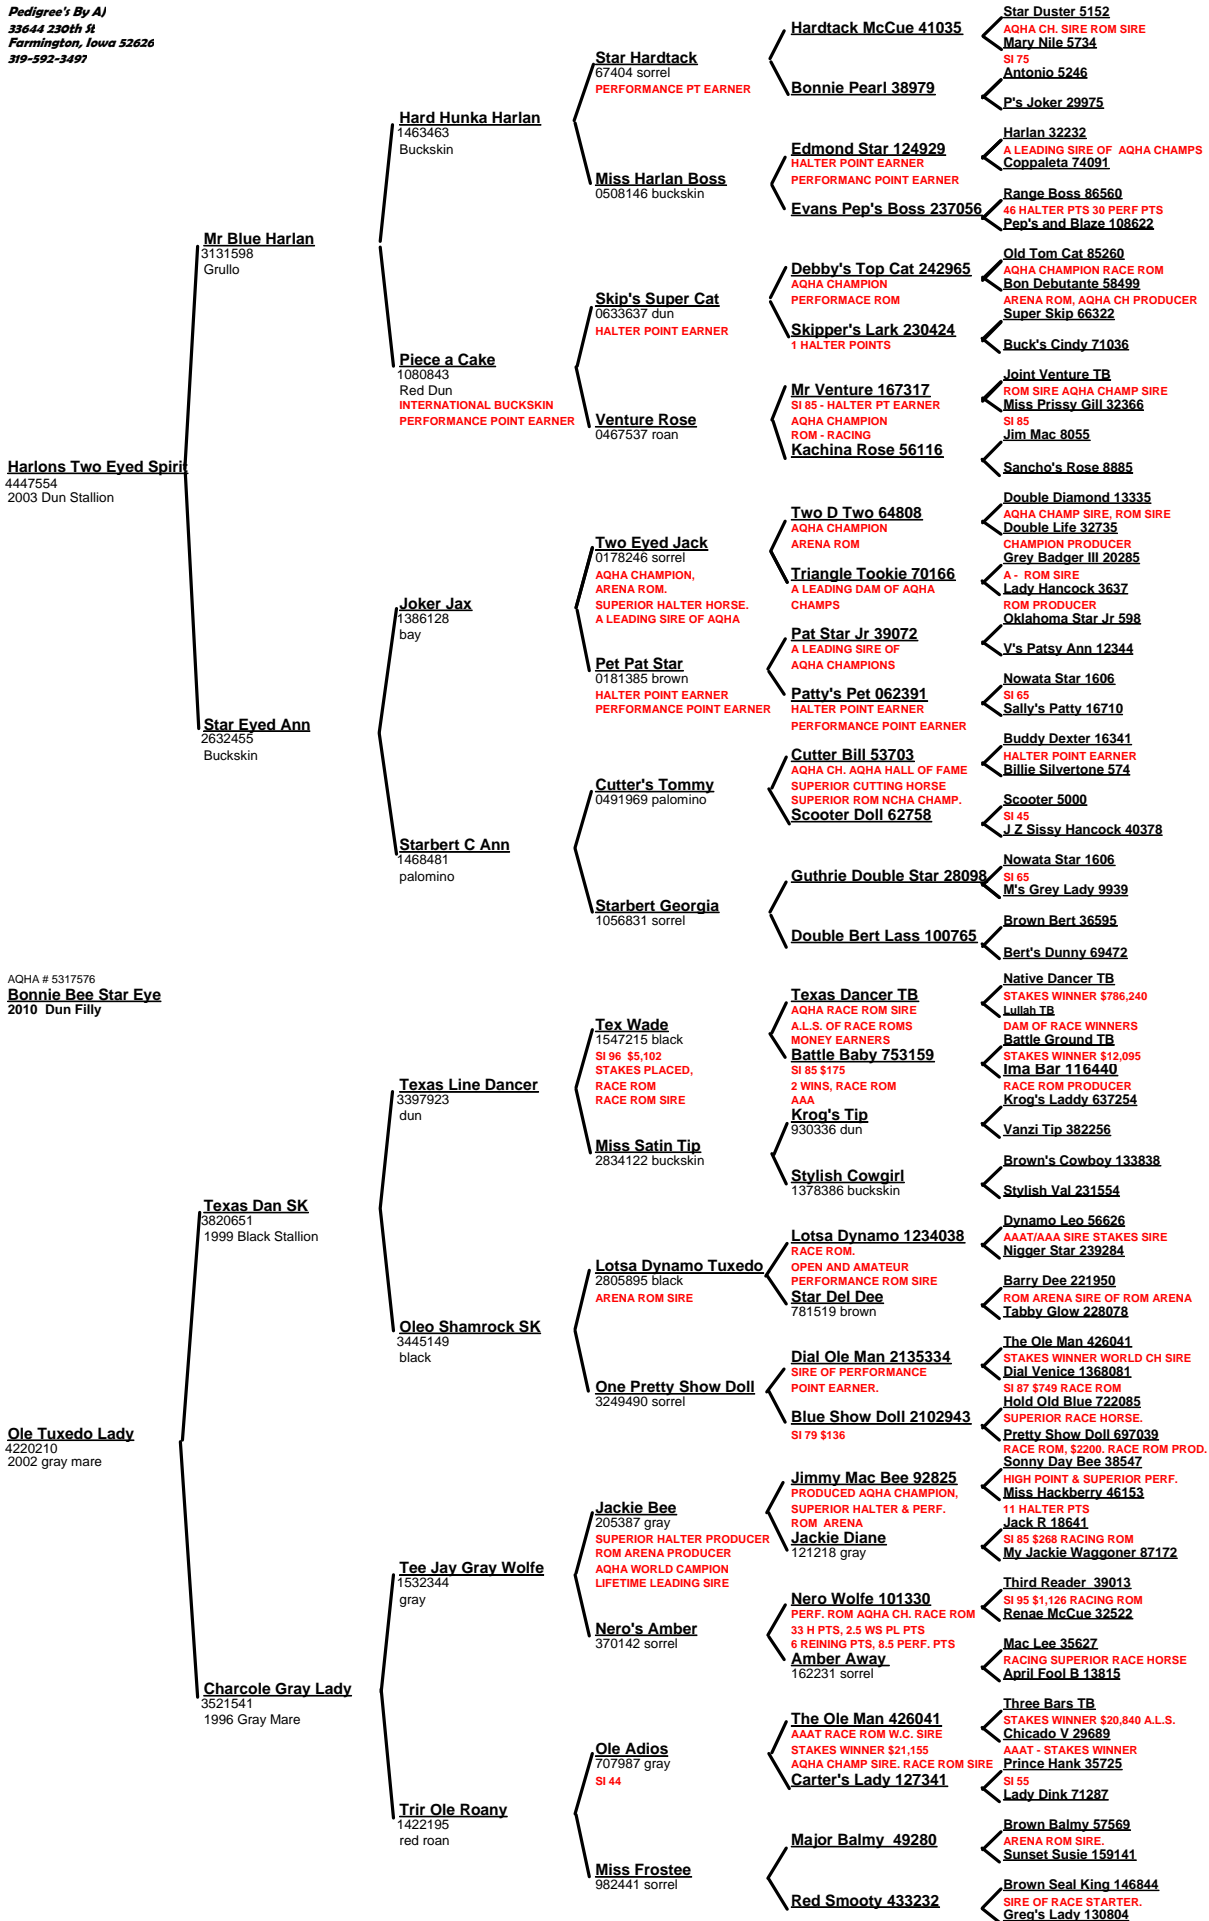 Pedigree's By AJ
33644 230th St
Farmington, Iowa 52626
319-592-3497
Harlons Two Eyed Spirit
4447554
2003 Dun Stallion
AQHA # 5317576
Bonnie Bee Star Eye
2010 Dun Filly
Ole Tuxedo Lady
4220210
2002 gray mare
Mr Blue Harlan
3131598
Grullo
Star Eyed Ann
2632455
Buckskin
Texas Dan SK
3820651
1999 Black Stallion
Charcole Gray Lady
3521541
1996 Gray Mare
Hard Hunka Harlan
1463463
Buckskin
Piece a Cake
1080843
Red Dun
INTERNATIONAL BUCKSKIN
PERFORMANCE POINT EARNER
Joker Jax
1386128
bay
Starbert C Ann
1468481
palomino
Texas Line Dancer
3397923
dun
Oleo Shamrock SK
3445149
black
Tee Jay Gray Wolfe
1532344
gray
Trir Ole Roany
1422195
red roan
Star Hardtack
67404 sorrel
PERFORMANCE PT EARNER
Miss Harlan Boss
0508146 buckskin
Skip's Super Cat
0633637 dun
HALTER POINT EARNER
Venture Rose
0467537 roan
Two Eyed Jack
0178246 sorrel
AQHA CHAMPION,
ARENA ROM.
SUPERIOR HALTER HORSE.
A LEADING SIRE OF AQHA
Pet Pat Star
0181385 brown
HALTER POINT EARNER
PERFORMANCE POINT EARNER
Cutter's Tommy
0491969 palomino
Starbert Georgia
1056831 sorrel
Tex Wade
1547215 black
SI 96 $5,102
STAKES PLACED,
RACE ROM
RACE ROM SIRE
Miss Satin Tip
2834122 buckskin
Lotsa Dynamo Tuxedo
2805895 black
ARENA ROM SIRE
One Pretty Show Doll
3249490 sorrel
Jackie Bee
205387 gray
SUPERIOR HALTER PRODUCER
ROM ARENA PRODUCER
AQHA WORLD CAMPION
LIFETIME LEADING SIRE
Nero's Amber
370142 sorrel
Ole Adios
707987 gray
SI 44
Miss Frostee
982441 sorrel
Hardtack McCue 41035
Bonnie Pearl 38979
Edmond Star 124929
HALTER POINT EARNER
PERFORMANC POINT EARNER
Evans Pep's Boss 237056
Debby's Top Cat 242965
AQHA CHAMPION
PERFORMACE ROM
Skipper's Lark 230424
1 HALTER POINTS
Mr Venture 167317
SI 85 - HALTER PT EARNER
AQHA CHAMPION
ROM - RACING
Kachina Rose 56116
Two D Two 64808
AQHA CHAMPION
ARENA ROM
Triangle Tookie 70166
A LEADING DAM OF AQHA
CHAMPS
Pat Star Jr 39072
A LEADING SIRE OF
AQHA CHAMPIONS
Patty's Pet 062391
HALTER POINT EARNER
PERFORMANCE POINT EARNER
Cutter Bill 53703
AQHA CH. AQHA HALL OF FAME
SUPERIOR CUTTING HORSE
SUPERIOR ROM NCHA CHAMP.
Scooter Doll 62758
Guthrie Double Star 28098
Double Bert Lass 100765
Texas Dancer TB
AQHA RACE ROM SIRE
A.L.S. OF RACE ROMS
MONEY EARNERS
Battle Baby 753159
SI 85 $175
2 WINS, RACE ROM
AAA
Krog's Tip
930336 dun
Stylish Cowgirl
1378386 buckskin
Lotsa Dynamo 1234038
RACE ROM.
OPEN AND AMATEUR
PERFORMANCE ROM SIRE
Star Del Dee
781519 brown
Dial Ole Man 2135334
SIRE OF PERFORMANCE
POINT EARNER.
Blue Show Doll 2102943
SI 79 $136
Jimmy Mac Bee 92825
PRODUCED AQHA CHAMPION,
SUPERIOR HALTER & PERF.
ROM ARENA
Jackie Diane
121218 gray
Nero Wolfe 101330
PERF. ROM AQHA CH. RACE ROM
33 H PTS, 2.5 WS PL PTS
6 REINING PTS, 8.5 PERF. PTS
Amber Away
162231 sorrel
The Ole Man 426041
AAAT RACE ROM W.C. SIRE
STAKES WINNER $21,155
AQHA CHAMP SIRE. RACE ROM SIRE
Carter's Lady 127341
Major Balmy 49280
Red Smooty 433232
Star Duster 5152
AQHA CH. SIRE ROM SIRE
Mary Nile 5734
SI 75
Antonio 5246
P's Joker 29975
Harlan 32232
A LEADING SIRE OF AQHA CHAMPS
Coppaleta 74091
Range Boss 86560
46 HALTER PTS 30 PERF PTS
Pep's and Blaze 108622
Old Tom Cat 85260
AQHA CHAMPION RACE ROM
Bon Debutante 58499
ARENA ROM, AQHA CH PRODUCER
Super Skip 66322
Buck's Cindy 71036
Joint Venture TB
ROM SIRE AQHA CHAMP SIRE
Miss Prissy Gill 32366
SI 85
Jim Mac 8055
Sancho's Rose 8885
Double Diamond 13335
AQHA CHAMP SIRE, ROM SIRE
Double Life 32735
CHAMPION PRODUCER
Grey Badger III 20285
A - ROM SIRE
Lady Hancock 3637
ROM PRODUCER
Oklahoma Star Jr 598
V's Patsy Ann 12344
Nowata Star 1606
SI 65
Sally's Patty 16710
Buddy Dexter 16341
HALTER POINT EARNER
Billie Silvertone 574
Scooter 5000
SI 45
J Z Sissy Hancock 40378
Nowata Star 1606
SI 65
M's Grey Lady 9939
Brown Bert 36595
Bert's Dunny 69472
Native Dancer TB
STAKES WINNER $786,240
Lullah TB
DAM OF RACE WINNERS
Battle Ground TB
STAKES WINNER $12,095
Ima Bar 116440
RACE ROM PRODUCER
Krog's Laddy 637254
Vanzi Tip 382256
Brown's Cowboy 133838
Stylish Val 231554
Dynamo Leo 56626
AAAT/AAA SIRE STAKES SIRE
Nigger Star 239284
Barry Dee 221950
ROM ARENA SIRE OF ROM ARENA
Tabby Glow 228078
The Ole Man 426041
STAKES WINNER WORLD CH SIRE
Dial Venice 1368081
SI 87 $749 RACE ROM
Hold Old Blue 722085
SUPERIOR RACE HORSE.
Pretty Show Doll 697039
RACE ROM, $2200. RACE ROM PROD.
Sonny Day Bee 38547
HIGH POINT & SUPERIOR PERF.
Miss Hackberry 46153
11 HALTER PTS
Jack R 18641
SI 85 $268 RACING ROM
My Jackie Waggoner 87172
Third Reader 39013
SI 95 $1,126 RACING ROM
Renae McCue 32522
Mac Lee 35627
RACING SUPERIOR RACE HORSE
April Fool B 13815
Three Bars TB
STAKES WINNER $20,840 A.L.S.
Chicado V 29689
AAAT - STAKES WINNER
Prince Hank 35725
SI 55
Lady Dink 71287
Brown Balmy 57569
ARENA ROM SIRE.
Sunset Susie 159141
Brown Seal King 146844
SIRE OF RACE STARTER.
Greg's Lady 130804